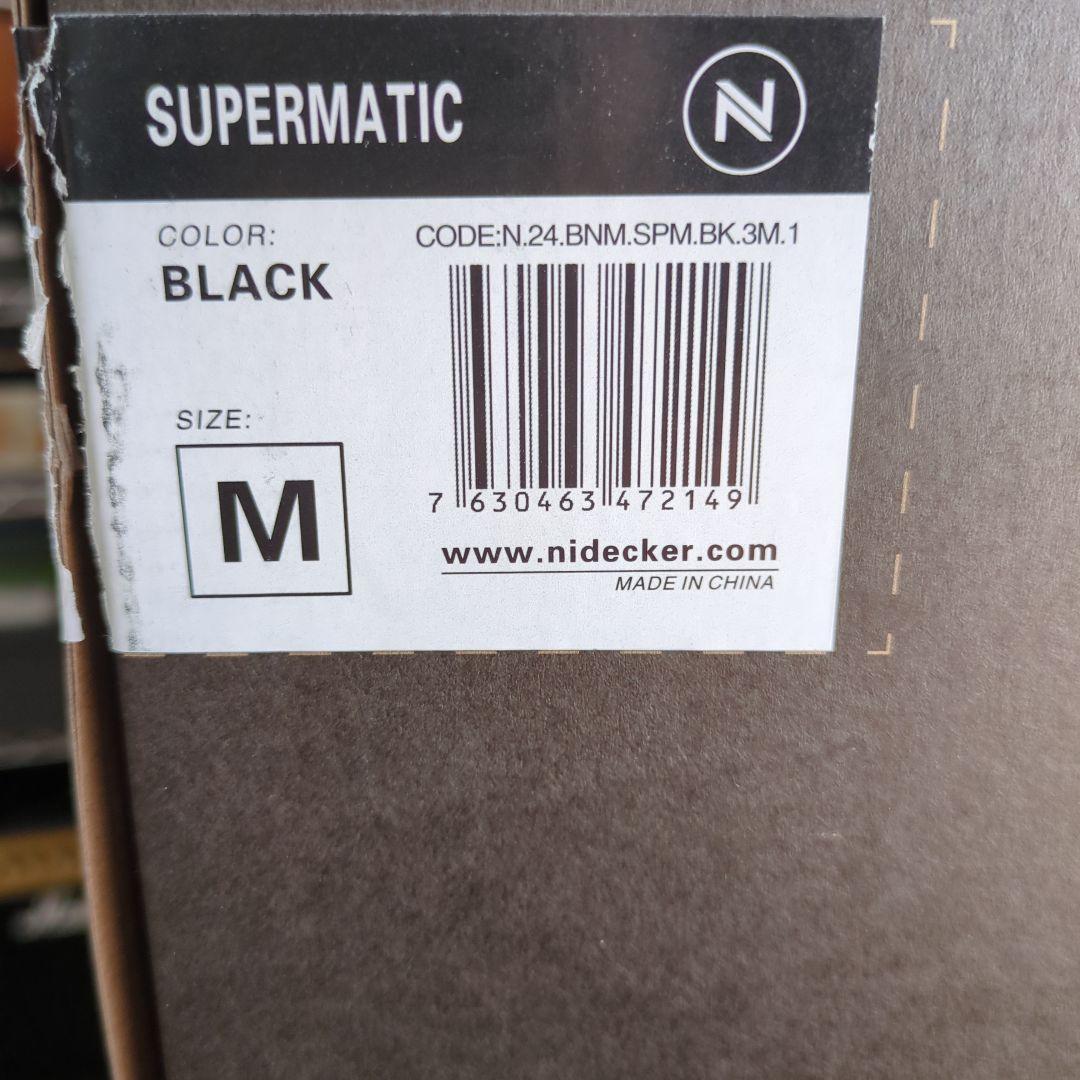 SUPERMATIC
N
COLOR:
BLACK
CODE:N.24.BNM.SPM.BK.3M.1
SIZE:
M
7 630463 472149
www.nidecker.com
MADE IN CHINA